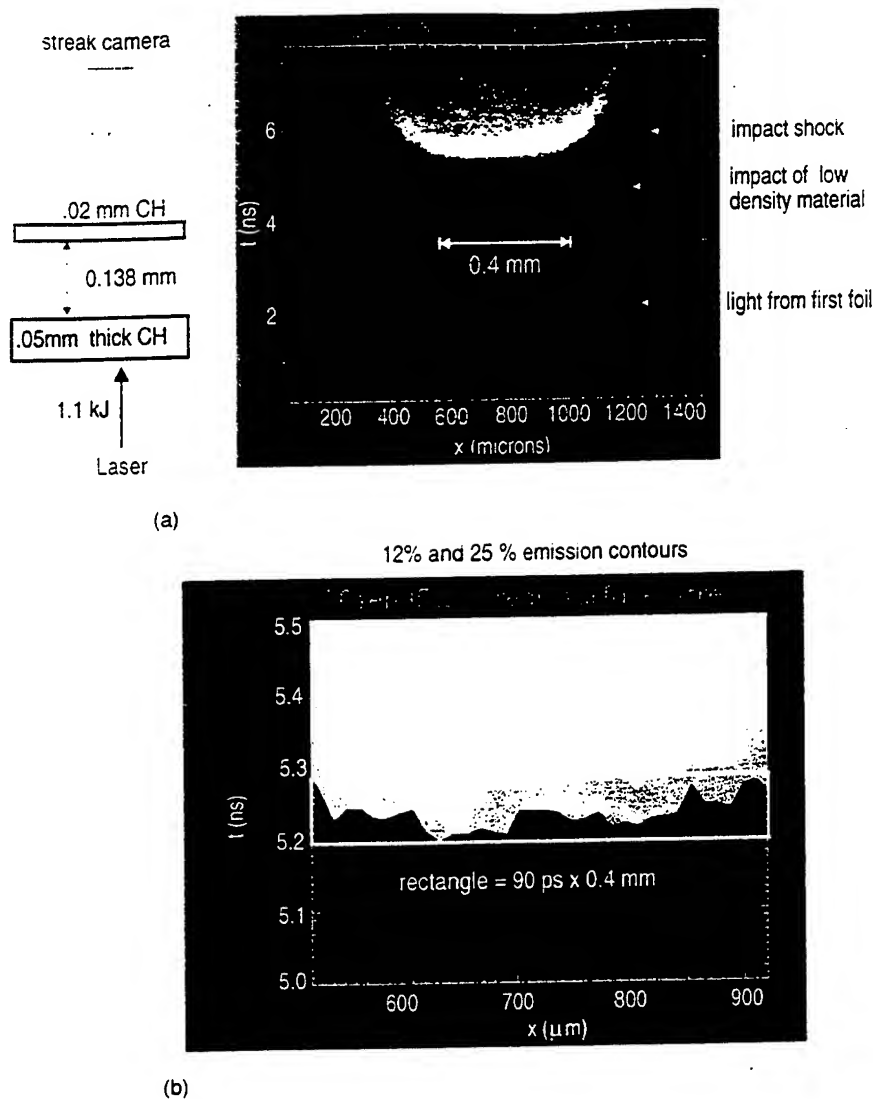 streak camera
.02 mm CH
0.138 mm
.05mm thick CH
1.1 kJ
Laser
t (ns)
6
4
2
0.4 mm
200 400 600 800 1000 1200 1400
x (microns)
impact shock
impact of low
density material
light from first foil
(a)
12% and 25 % emission contours
t (ns)
5.5
5.4
5.3
5.2
5.1
5.0
rectangle = 90 ps x 0.4 mm
600 700 800 900
x (μm)
(b)